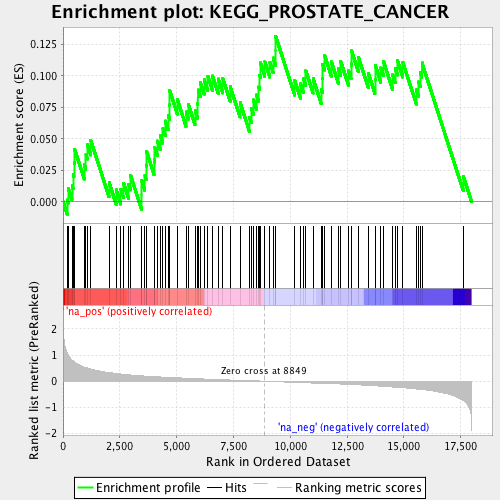 Enrichment plot: KEGG_PROSTATE_CANCER
Enrichment score (ES)
0.125
0.100
0.075
0.050
0.025
0.000
'na_pos' (positively correlated)
Ranked list metric (PreRanked)
2
1
0
-1
-2
Zero cross at 8849
'na_neg' (negatively correlated)
0
2,500
5,000
7,500
10,000
12,500
15,000
17,500
Rank in Ordered Dataset
Enrichment profile
Hits
Ranking metric scores